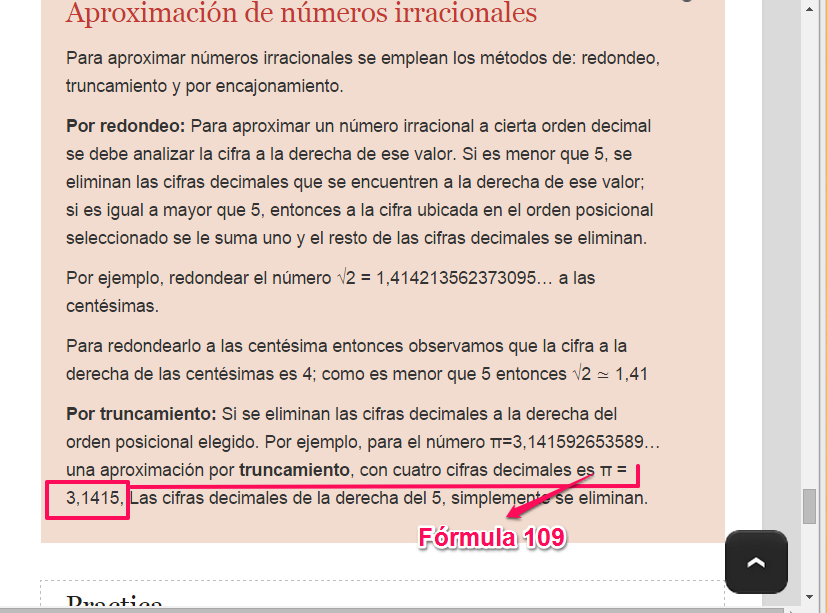 Aproximación de números irracionales
Para aproximar números irracionales se emplean los métodos de: redondeo,
truncamiento y por encajonamiento.
Por redondeo: Para aproximar un número irracional a cierta orden decimal
se debe analizar la cifra a la derecha de ese valor. Si es menor que 5, se
eliminan las cifras decimales que se encuentren a la derecha de ese valor;
si es igual a mayor que 5, entonces a la cifra ubicada en el orden posicional
seleccionado se le suma uno y el resto de las cifras decimales se eliminan.
Por ejemplo, redondear el número √2 = 1,414213562373095… a las
centésimas.
Para redondearlo a las centésima entonces observamos que la cifra a la
derecha de las centésimas es 4; como es menor que 5 entonces √2 ≃ 1,41
Por truncamiento: Si se eliminan las cifras decimales a la derecha del
orden posicional elegido. Por ejemplo, para el número π=3,141592653589…
una aproximación por truncamiento, con cuatro cifras decimales es π =
3,1415, Las cifras decimales de la derecha del 5, simplemente se eliminan.
Fórmula 109
Practica